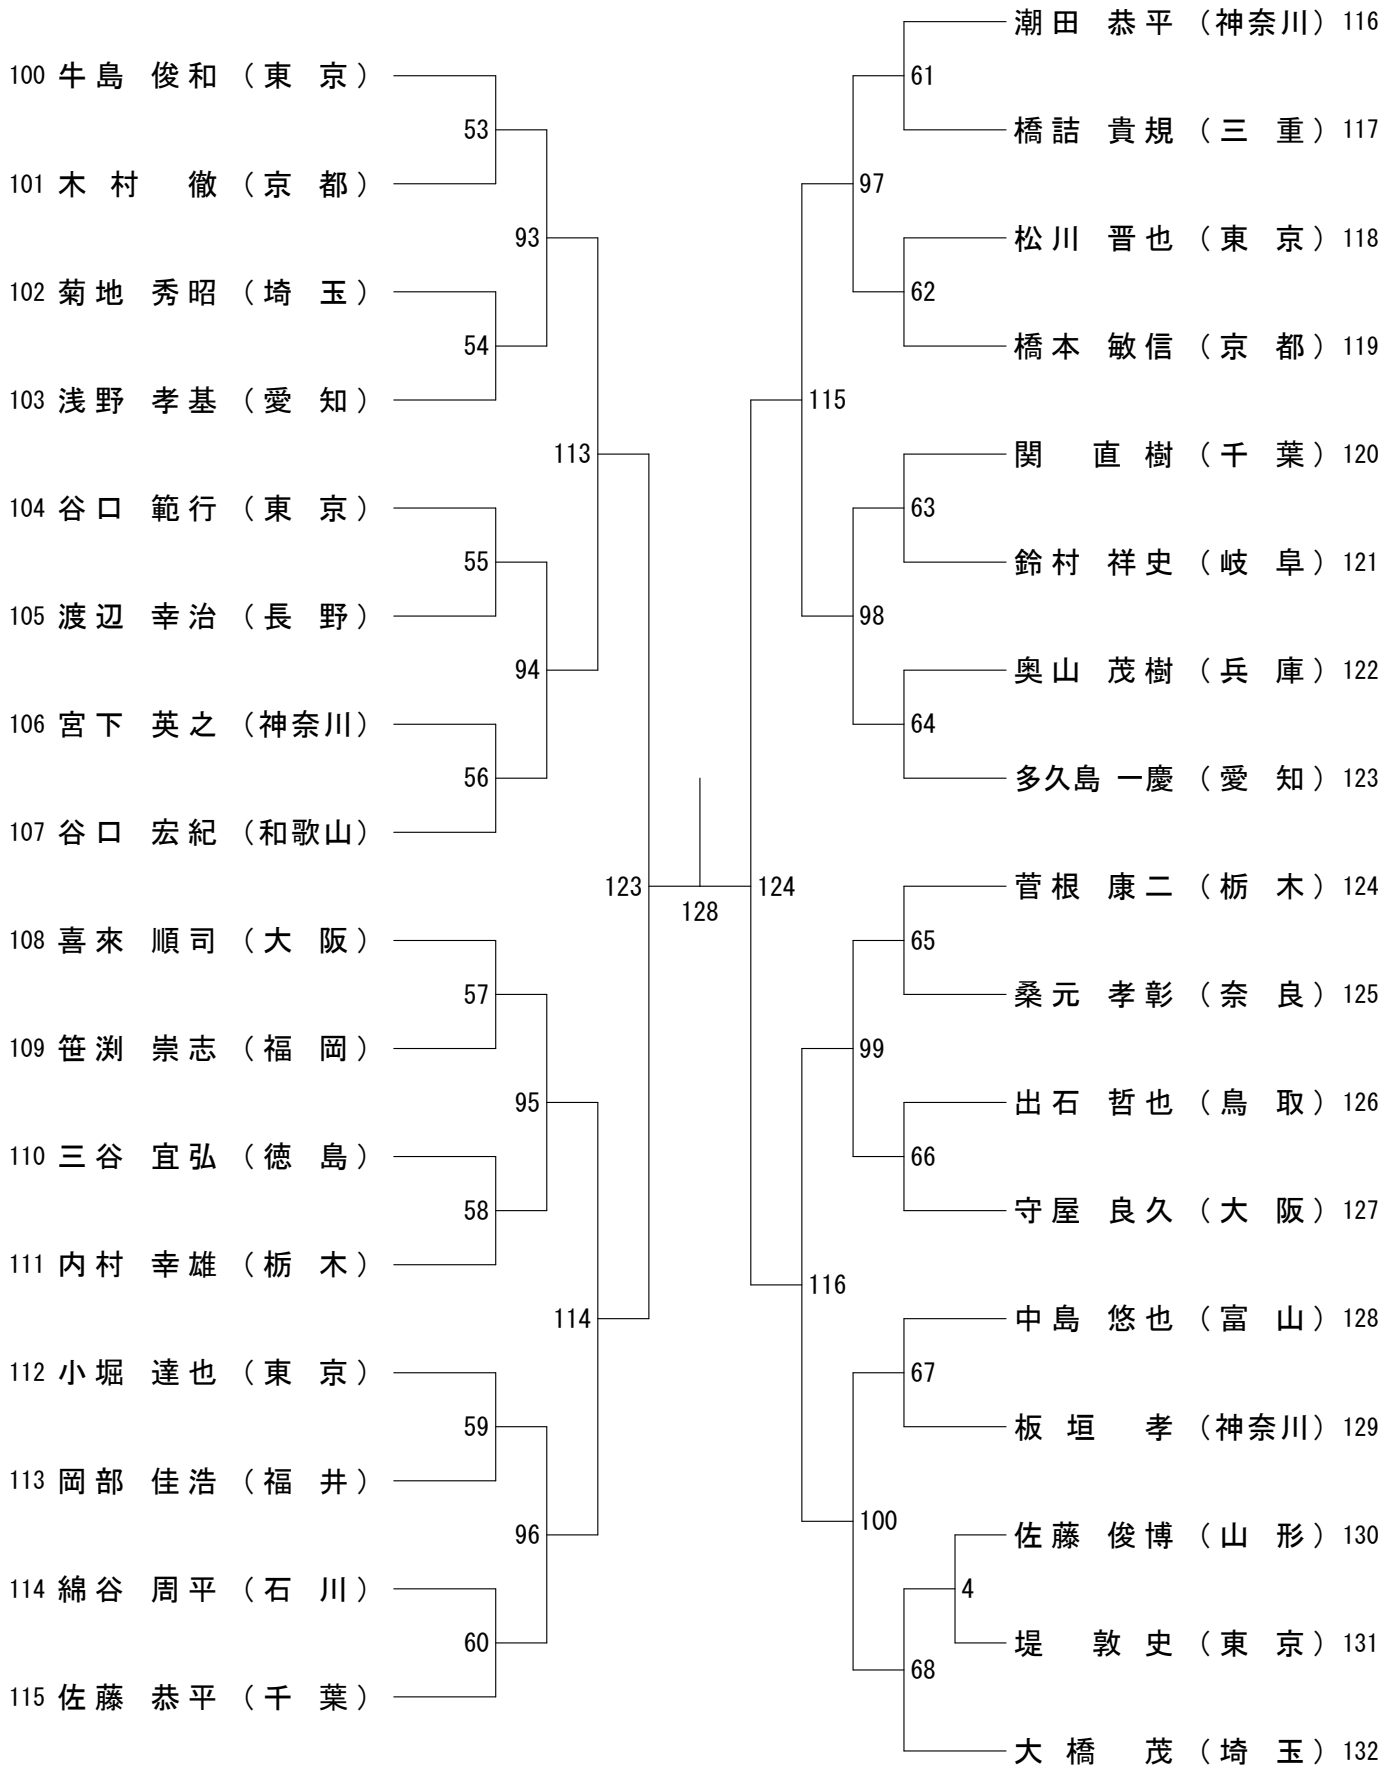 100 牛島 俊和 （東 京）
53
101 木村 徹 （京 都）
93
102 菊地 秀昭 （埼 玉）
54
103 浅野 孝基 （愛 知）
113
104 谷口 範行 （東 京）
55
105 渡辺 幸治 （長 野）
94
106 宮下 英之 （神奈川）
56
107 谷口 宏紀 （和歌山）
123
108 喜來 順司 （大 阪）
57
109 笹渕 崇志 （福 岡）
95
110 三谷 宜弘 （徳 島）
58
111 内村 幸雄 （栃 木）
114
112 小堀 達也 （東 京）
59
113 岡部 佳浩 （福 井）
96
114 綿谷 周平 （石 川）
60
115 佐藤 恭平 （千 葉）
128
潮田 恭平 （神奈川） 116
61
橋詰 貴規 （三 重） 117
97
松川 晋也 （東 京） 118
62
橋本 敏信 （京 都） 119
115
関 直樹 （千 葉） 120
63
鈴村 祥史 （岐 阜） 121
98
奥山 茂樹 （兵 庫） 122
64
多久島 一慶 （愛 知） 123
124
菅根 康二 （栃 木） 124
65
桑元 孝彰 （奈 良） 125
99
出石 哲也 （鳥 取） 126
66
守屋 良久 （大 阪） 127
116
中島 悠也 （富 山） 128
67
板垣 孝 （神奈川） 129
100
佐藤 俊博 （山 形） 130
4
堤 敦史 （東 京） 131
68
大橋 茂 （埼 玉） 132